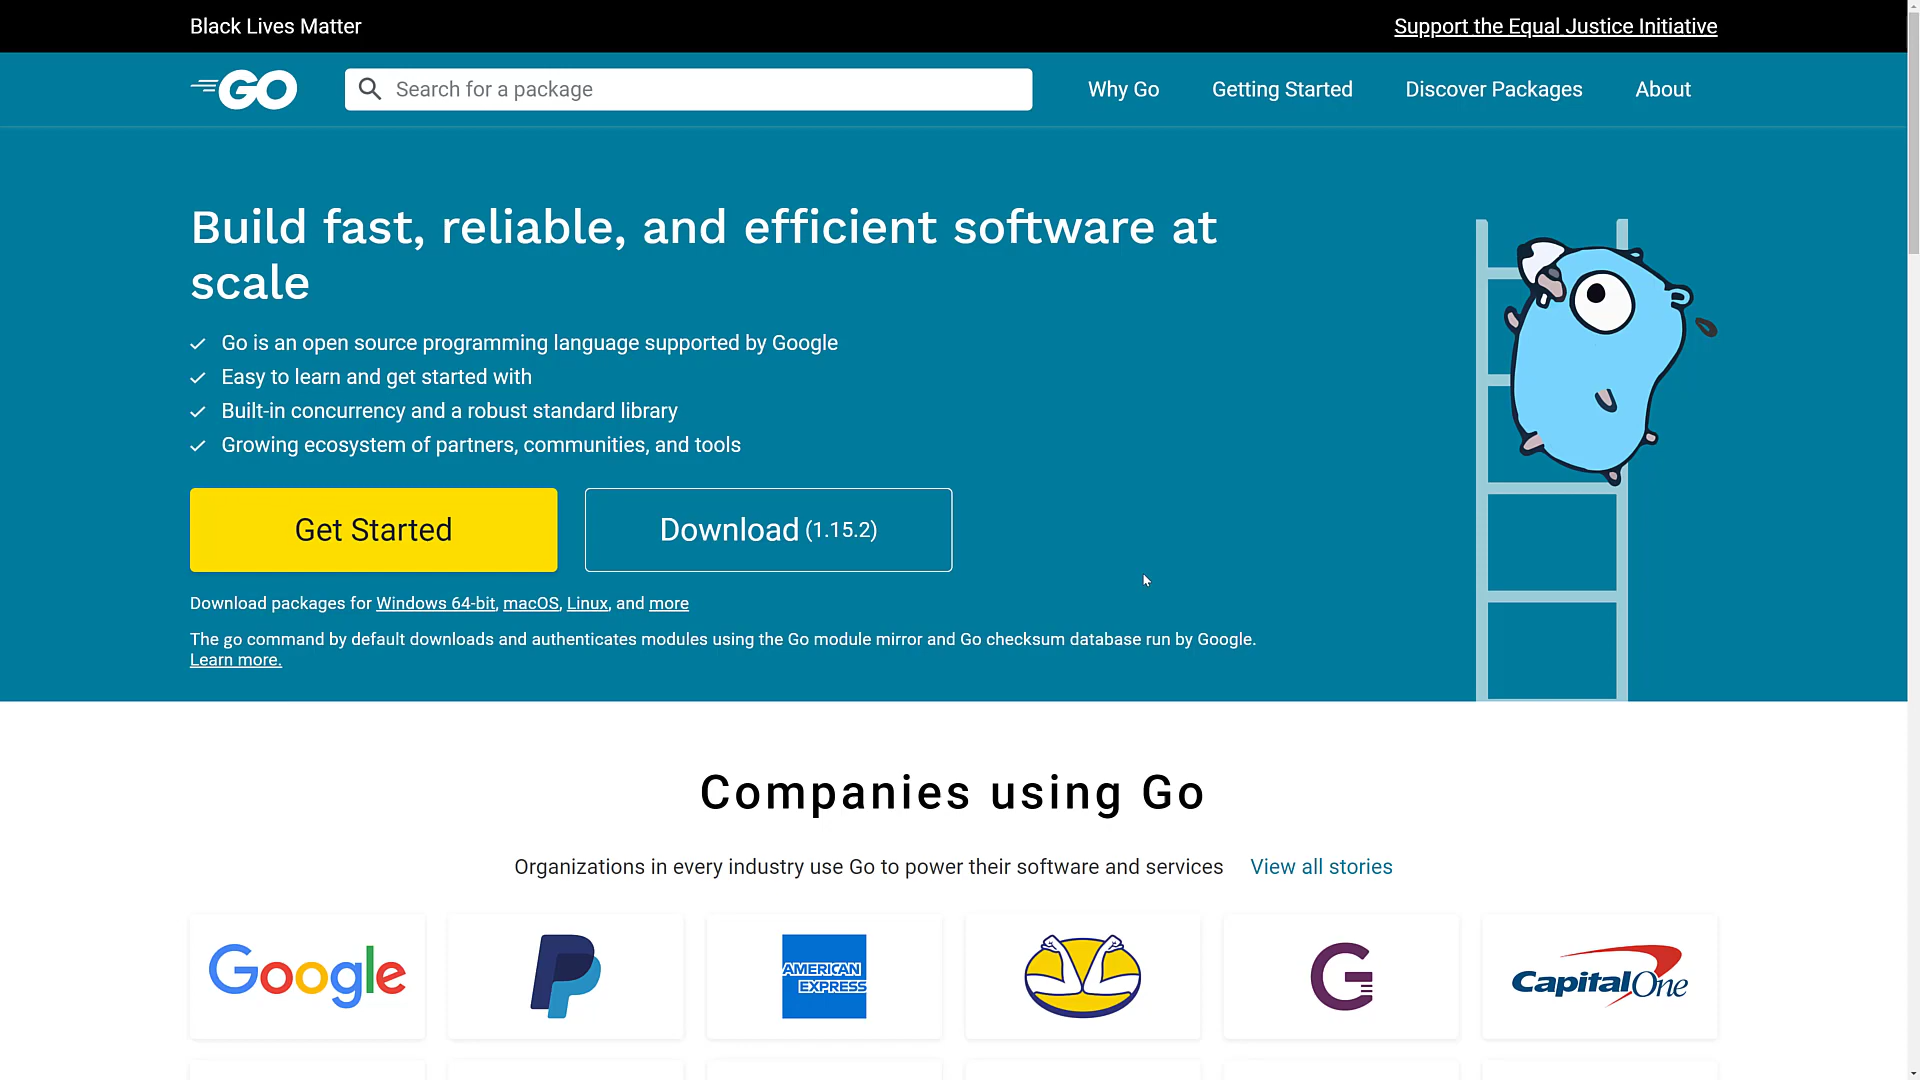 Black Lives Matter
Support the Equal Justice Initiative
GO
Search for a package
Why Go
Getting Started
Discover Packages
About
Build fast, reliable, and efficient software at
scale
Go is an open source programming language supported by Google
Easy to learn and get started with
Built-in concurrency and a robust standard library
Growing ecosystem of partners, communities, and tools
Get Started
Download (1.15.2)
Download packages for Windows 64-bit, macOS, Linux, and more
The go command by default downloads and authenticates modules using the Go module mirror and Go checksum database run by Google.
Learn more.
Companies using Go
Organizations in every industry use Go to power their software and services
View all stories
Google
AMERICAN
EXPRESS
G
CapitalOne